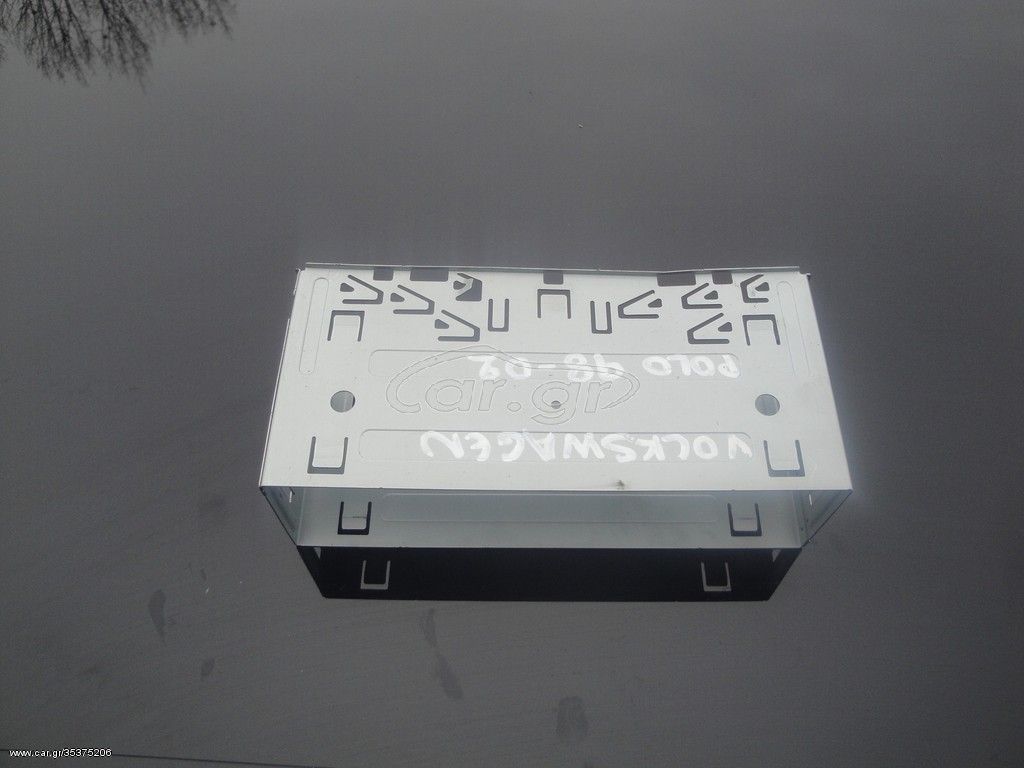 VOLKSWAGEN
POLO 98-02
car.gr
www.car.gr/35375206